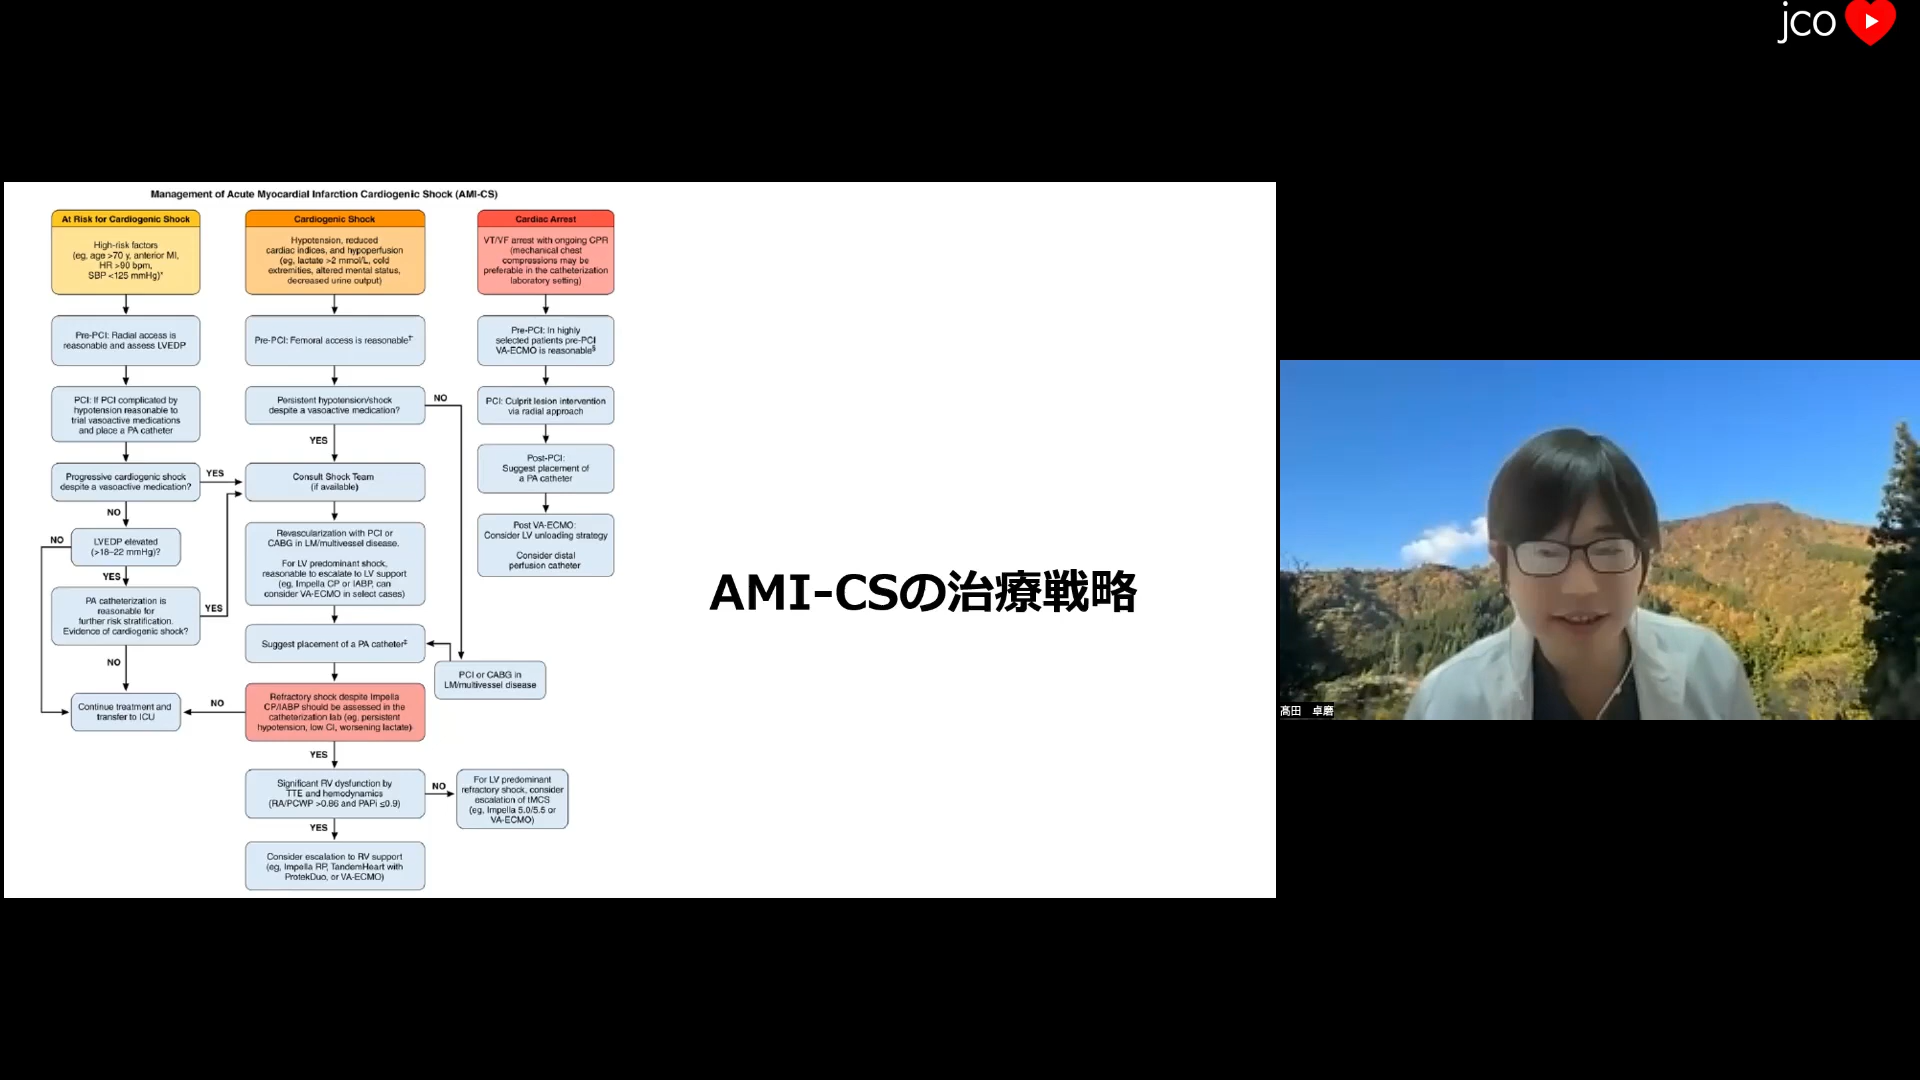 jco
Management of Acute Myocardial Infarction Cardiogenic Shock (AMI-CS)
At Risk for Cardiogenic Shock
High-risk factors
(eg, age >70 y, anterior MI,
HR >90 bpm,
SBP <125 mmHg)*
Pre-PCI: Radial access is
reasonable and assess LVEDP
PCI: If PCI complicated by
hypotension reasonable to
trial vasoactive medications
and place a PA catheter
Progressive cardiogenic shock
despite a vasoactive medication?
YES
NO
LVEDP elevated
(>18–22 mmHg)?
NO
YES
PA catheterization is
reasonable for
further risk stratification.
Evidence of cardiogenic shock?
YES
NO
Continue treatment and
transfer to ICU
Cardiogenic Shock
Hypotension, reduced
cardiac indices, and hypoperfusion
(eg, lactate >2 mmol/L, cold
extremities, altered mental status,
decreased urine output)
Pre-PCI: Femoral access is reasonable†
Persistent hypotension/shock
despite a vasoactive medication?
NO
YES
Consult Shock Team
(if available)
Revascularization with PCI or
CABG in LM/multivessel disease.
For LV predominant shock,
reasonable to escalate to LV support
(eg, Impella CP or IABP, can
consider VA-ECMO in select cases)
Suggest placement of a PA catheter‡
PCI or CABG in
LM/multivessel disease
Refractory shock despite Impella
CP/IABP should be assessed in the
catheterization lab (eg, persistent
hypotension, low CI, worsening lactate)
NO
YES
Significant RV dysfunction by
TTE and hemodynamics
(RA/PCWP >0.86 and PAPi ≤0.9)
NO
For LV predominant
refractory shock, consider
escalation of tMCS
(eg, Impella 5.0/5.5 or
VA-ECMO)
YES
Consider escalation to RV support
(eg, Impella RP, TandemHeart with
ProtekDuo, or VA-ECMO)
Cardiac Arrest
VT/VF arrest with ongoing CPR
(mechanical chest
compressions may be
preferable in the catheterization
laboratory setting)
Pre-PCI: In highly
selected patients pre-PCI
VA-ECMO is reasonable§
PCI: Culprit lesion intervention
via radial approach
Post-PCI:
Suggest placement of
a PA catheter
Post VA-ECMO:
Consider LV unloading strategy
Consider distal
perfusion catheter
AMI-CSの治療戦略
髙田　卓磨